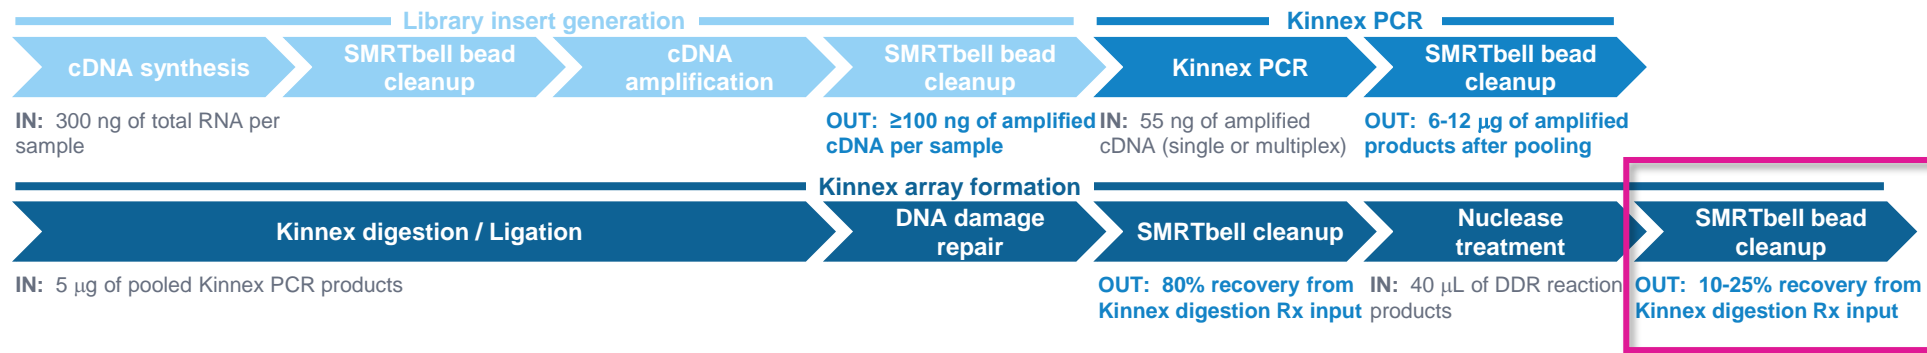 Library insert generation
Kinnex PCR
cDNA synthesis
SMRTbell bead
cleanup
cDNA
amplification
SMRTbell bead
cleanup
Kinnex PCR
SMRTbell bead
cleanup
IN: 300 ng of total RNA per
sample
OUT: ≥100 ng of amplified
cDNA per sample
IN: 55 ng of amplified
cDNA (single or multiplex)
OUT: 6-12 μg of amplified
products after pooling
Kinnex array formation
Kinnex digestion / Ligation
DNA damage
repair
SMRTbell cleanup
Nuclease
treatment
SMRTbell bead
cleanup
IN: 5 μg of pooled Kinnex PCR products
OUT: 80% recovery from
Kinnex digestion Rx input
IN: 40 μL of DDR reaction
products
OUT: 10-25% recovery from
Kinnex digestion Rx input